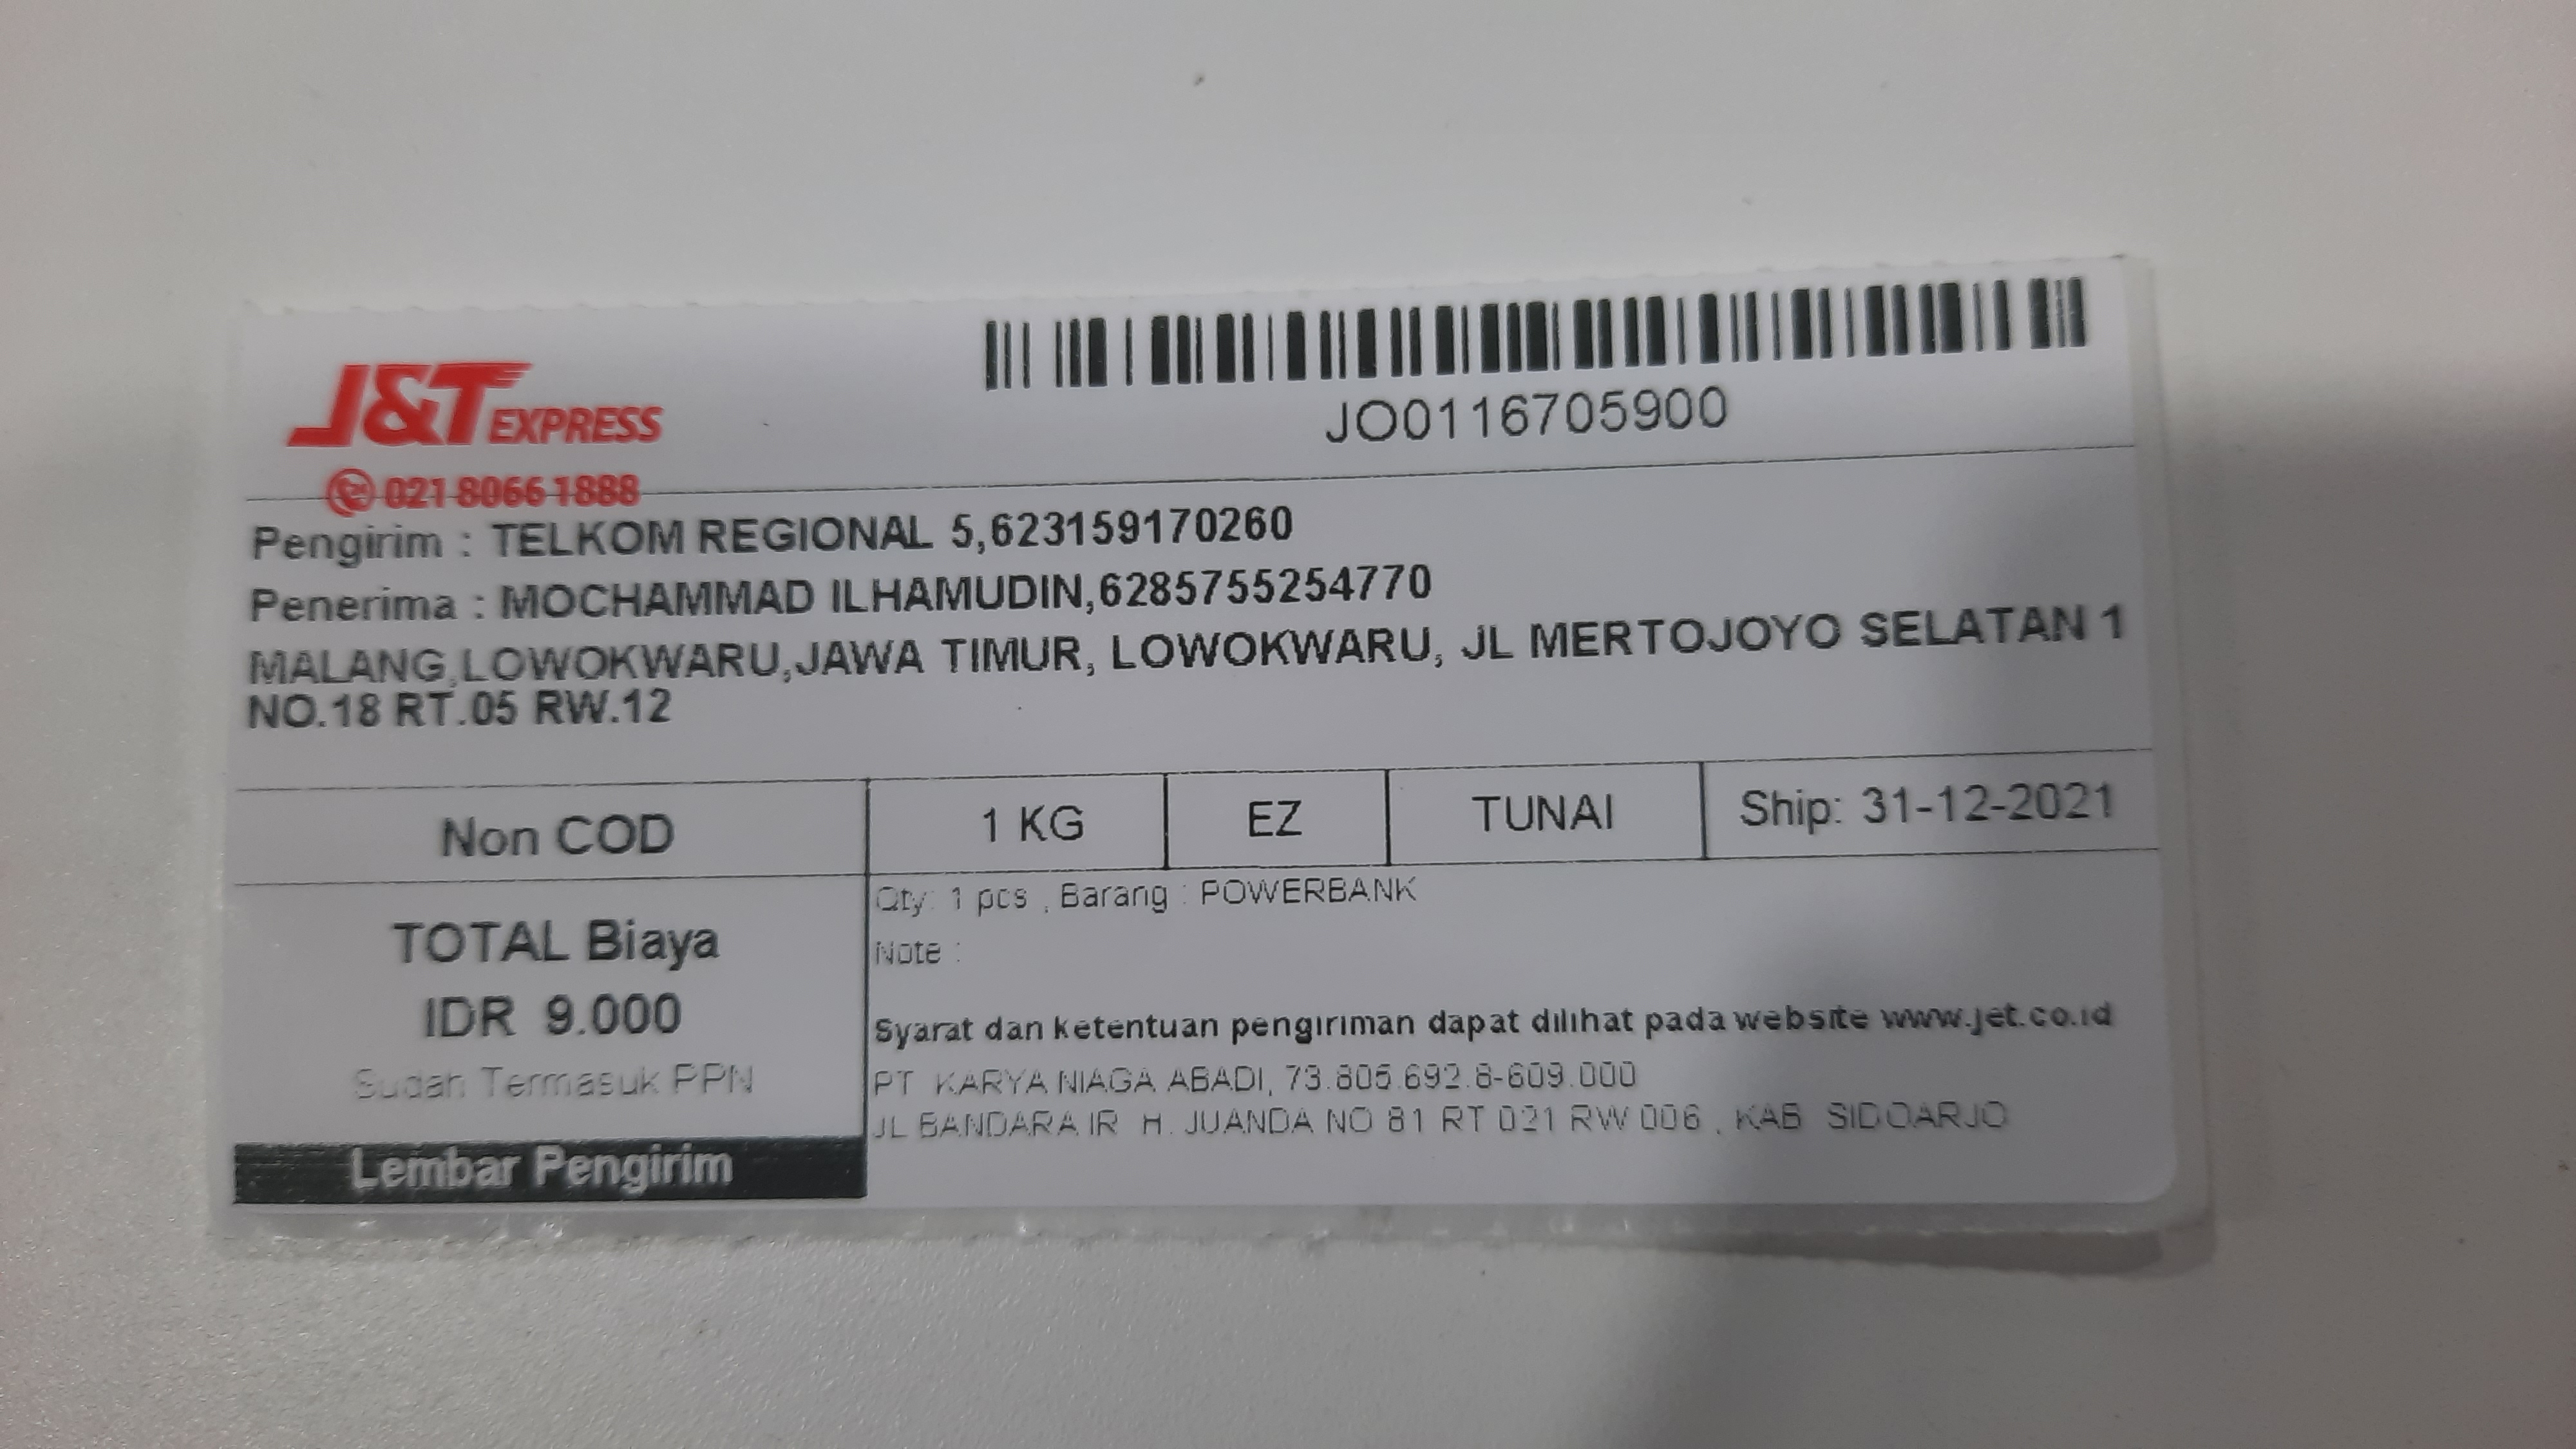 J&T EXPRESS
021-8066-1888
JO0116705900
Pengirim : TELKOM REGIONAL 5,623159170260
Penerima : MOCHAMMAD ILHAMUDIN,6285755254770
MALANG,LOWOKWARU,JAWA TIMUR, LOWOKWARU, JL MERTOJOYO SELATAN 1
NO.18 RT.05 RW.12
Non COD
1 KG
EZ
TUNAI
Ship: 31-12-2021
TOTAL Biaya
IDR 9.000
Sudah Termasuk PPN
Lembar Pengirim
Qty: 1 pcs , Barang : POWERBANK
Note :
Syarat dan Ketentuan pengiriman dapat dilihat pada website www.jet.co.id
PT. KARYA NIAGA ABADI, 73.805.692.8-609.000
JL BANDARA IR. H. JUANDA NO 81 RT 021 RW 006 , KAB. SIDOARJO